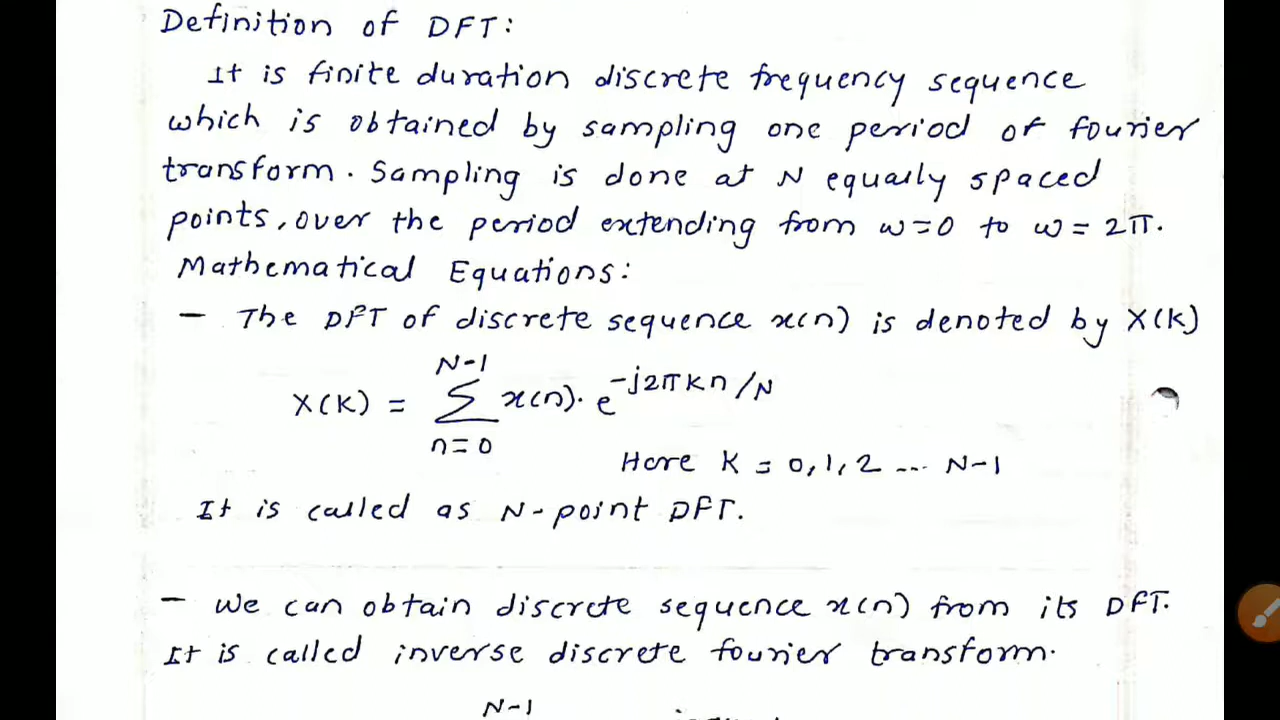 Definition of DFT:
It is finite duration discrete frequency sequence
which is obtained by sampling one period of fourier
transform. Sampling is done at N equally spaced
points, over the period extending from w=0 to w = 2π.
Mathematical Equations:
- The DFT of discrete sequence x(n) is denoted by X(K)
N-1
X(K) = Σ x(n). e^-j2πKn/N
n=0
Here K = 0,1,2 ... N-1
It is called as N-point DFT.
- We can obtain discrete sequence x(n) from its DFT.
It is called inverse discrete fourier transform.
N-1